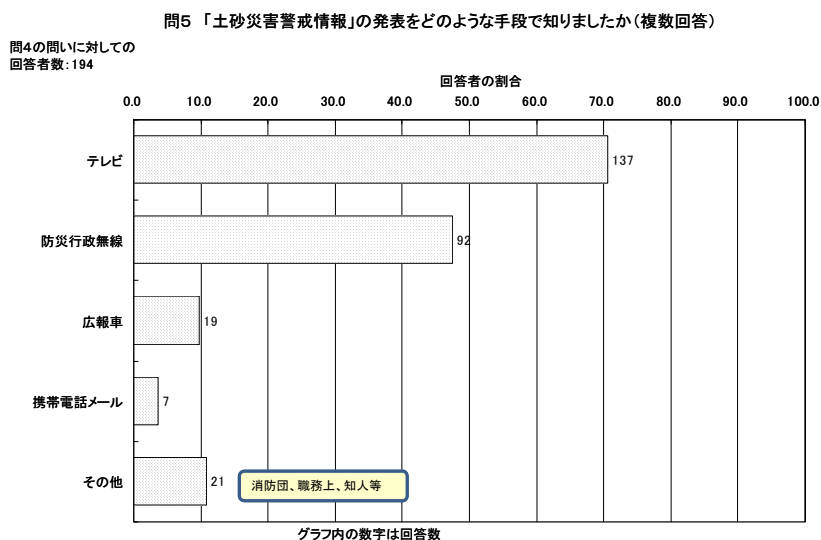 問5 「土砂災害警戒情報」の発表をどのような手段で知りましたか（複数回答）
問4の問いに対しての
回答者数：194
回答者の割合
0.0 10.0 20.0 30.0 40.0 50.0 60.0 70.0 80.0 90.0 100.0
テレビ 137
防災行政無線 92
広報車 19
携帯電話メール 7
その他 21 消防団、職務上、知人等
グラフ内の数字は回答数